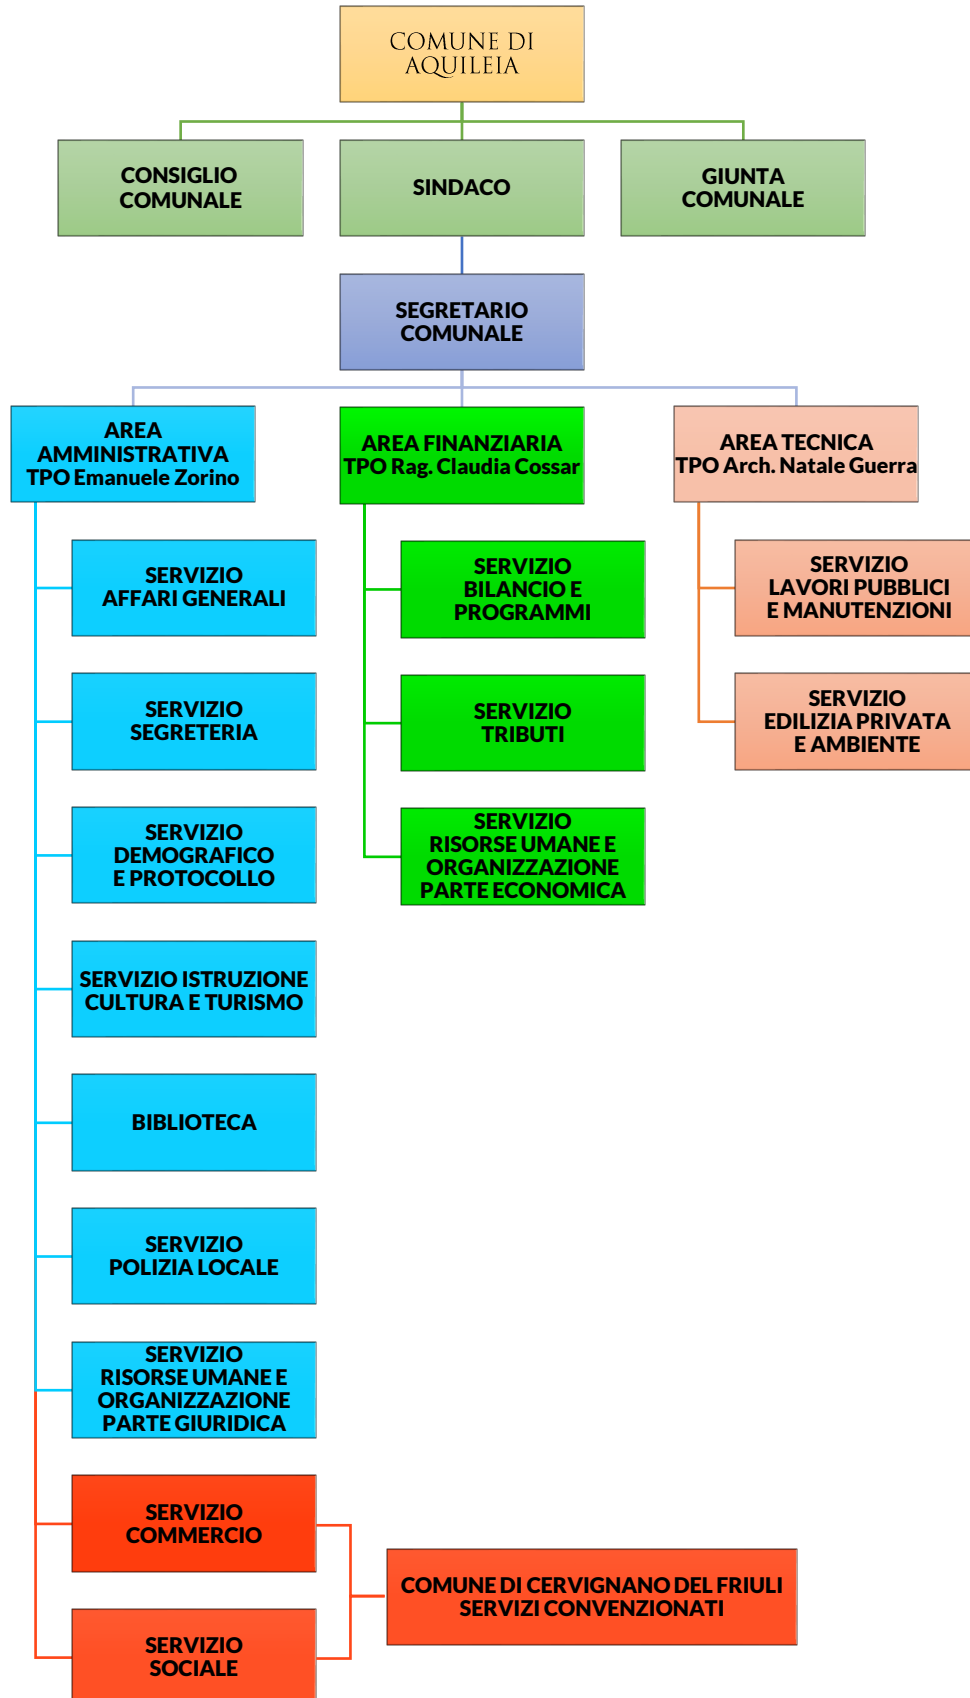 COMUNE DI
AQUILEIA
CONSIGLIO
COMUNALE
SINDACO
GIUNTA
COMUNALE
SEGRETARIO
COMUNALE
AREA
AMMINISTRATIVA
TPO Emanuele Zorino
SERVIZIO
AFFARI GENERALI
SERVIZIO
SEGRETERIA
SERVIZIO
DEMOGRAFICO
E PROTOCOLLO
SERVIZIO ISTRUZIONE
CULTURA E TURISMO
BIBLIOTECA
SERVIZIO
POLIZIA LOCALE
SERVIZIO
RISORSE UMANE E
ORGANIZZAZIONE
PARTE GIURIDICA
SERVIZIO
COMMERCIO
SERVIZIO
SOCIALE
COMUNE DI CERVIGNANO DEL FRIULI
SERVIZI CONVENZIONATI
AREA FINANZIARIA
TPO Rag. Claudia Cossar
SERVIZIO
BILANCIO E
PROGRAMMI
SERVIZIO
TRIBUTI
SERVIZIO
RISORSE UMANE E
ORGANIZZAZIONE
PARTE ECONOMICA
AREA TECNICA
TPO Arch. Natale Guerra
SERVIZIO
LAVORI PUBBLICI
E MANUTENZIONI
SERVIZIO
EDILIZIA PRIVATA
E AMBIENTE